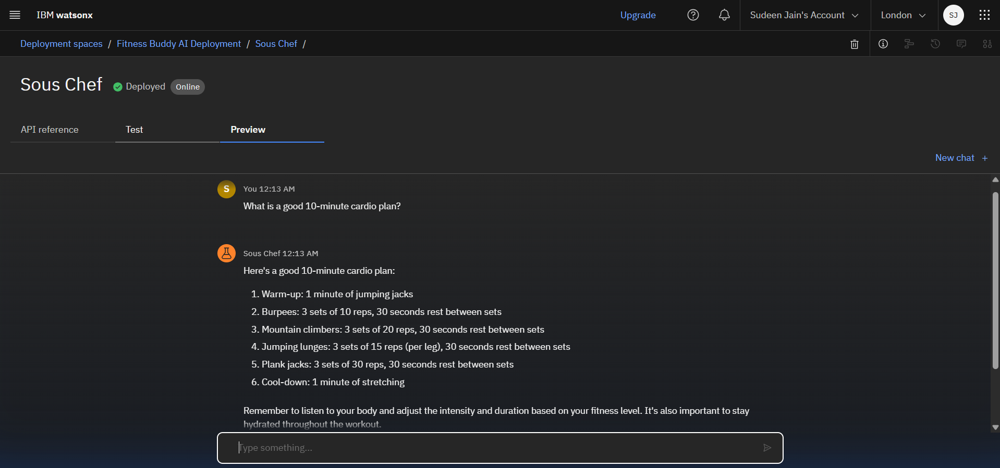 IBM watsonx
Upgrade
Sudeen Jain's Account
London
SJ
Deployment spaces / Fitness Buddy AI Deployment / Sous Chef /
Sous Chef
Deployed
Online
API reference
Test
Preview
New chat +
S
You 12:13 AM
What is a good 10-minute cardio plan?
Sous Chef 12:13 AM
Here's a good 10-minute cardio plan:
1. Warm-up: 1 minute of jumping jacks
2. Burpees: 3 sets of 10 reps, 30 seconds rest between sets
3. Mountain climbers: 3 sets of 20 reps, 30 seconds rest between sets
4. Jumping lunges: 3 sets of 15 reps (per leg), 30 seconds rest between sets
5. Plank jacks: 3 sets of 30 reps, 30 seconds rest between sets
6. Cool-down: 1 minute of stretching
Remember to listen to your body and adjust the intensity and duration based on your fitness level. It's also important to stay
hydrated throughout the workout.
Type something...